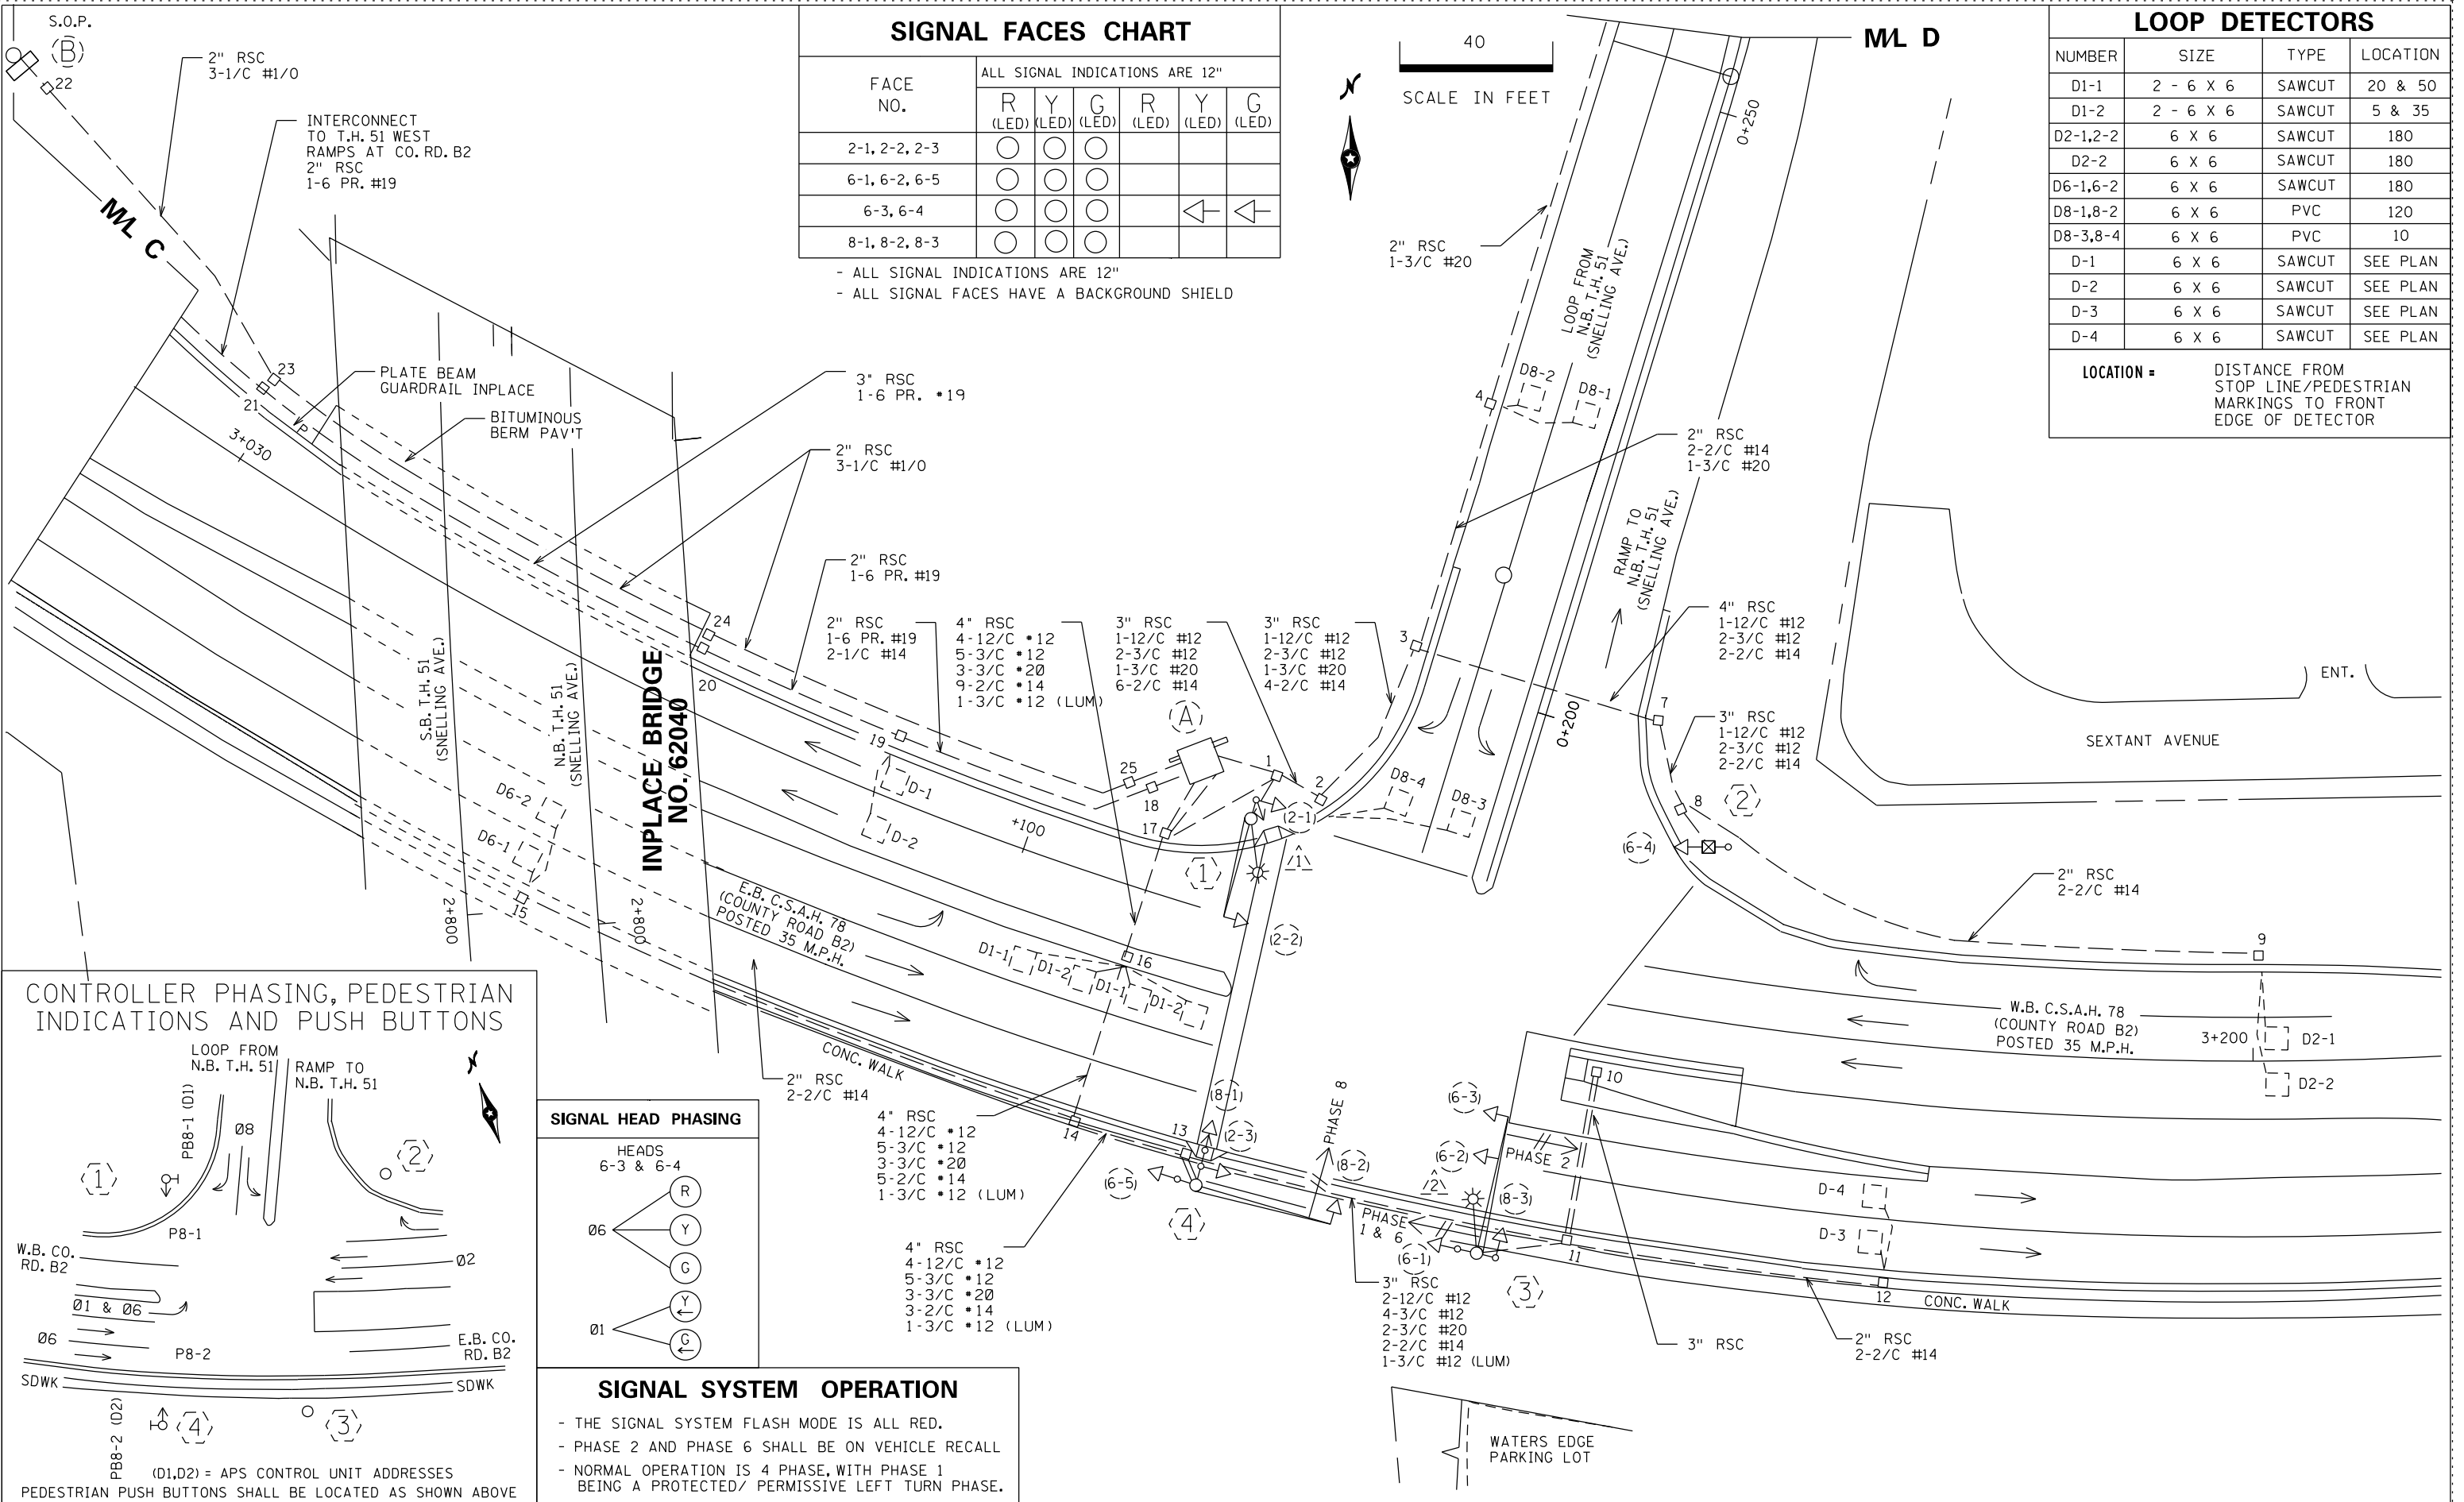 S.O.P.
(B)
22
2" RSC
3-1/C #1/0
INTERCONNECT
TO T.H. 51 WEST
RAMPS AT CO. RD. B2
2" RSC
1-6 PR. #19
M/L C
SIGNAL FACES CHART
FACE
NO.
ALL SIGNAL INDICATIONS ARE 12"
R Y G R Y G
(LED) (LED) (LED) (LED) (LED) (LED)
2-1, 2-2, 2-3
6-1, 6-2, 6-5
6-3, 6-4
8-1, 8-2, 8-3
- ALL SIGNAL INDICATIONS ARE 12"
- ALL SIGNAL FACES HAVE A BACKGROUND SHIELD
40
SCALE IN FEET
N
M/L D
0+250
2" RSC
1-3/C #20
LOOP FROM
N.B. T.H. 51
(SNELLING AVE.)
LOOP DETECTORS
NUMBER SIZE TYPE LOCATION
D1-1 2 - 6 X 6 SAWCUT 20 & 50
D1-2 2 - 6 X 6 SAWCUT 5 & 35
D2-1,2-2 6 X 6 SAWCUT 180
D2-2 6 X 6 SAWCUT 180
D6-1,6-2 6 X 6 SAWCUT 180
D8-1,8-2 6 X 6 PVC 120
D8-3,8-4 6 X 6 PVC 10
D-1 6 X 6 SAWCUT SEE PLAN
D-2 6 X 6 SAWCUT SEE PLAN
D-3 6 X 6 SAWCUT SEE PLAN
D-4 6 X 6 SAWCUT SEE PLAN
LOCATION = DISTANCE FROM
STOP LINE/PEDESTRIAN
MARKINGS TO FRONT
EDGE OF DETECTOR
23
21
P
3+030
PLATE BEAM
GUARDRAIL INPLACE
BITUMINOUS
BERM PAV'T
3" RSC
1-6 PR. #19
2" RSC
3-1/C #1/0
4
D8-2
D8-1
2" RSC
2-2/C #14
1-3/C #20
RAMP TO
N.B. T.H. 51
(SNELLING AVE.)
2" RSC
1-6 PR. #19
24
20
2" RSC
1-6 PR. #19
2-1/C #14
4" RSC
4-12/C #12
5-3/C #12
3-3/C #20
9-2/C #14
1-3/C #12 (LUM)
3" RSC
1-12/C #12
2-3/C #12
1-3/C #20
6-2/C #14
3" RSC
1-12/C #12
2-3/C #12
1-3/C #20
4-2/C #14
3
4" RSC
1-12/C #12
2-3/C #12
2-2/C #14
7
3" RSC
1-12/C #12
2-3/C #12
2-2/C #14
0+200
ENT.
SEXTANT AVENUE
S.B. T.H. 51
(SNELLING AVE.)
N.B. T.H. 51
(SNELLING AVE.)
INPLACE BRIDGE
NO. 62040
19
D-1
D-2
+100
25
18
17
(A)
1
2
(2-1)
1
1
D8-4
D8-3
8
2
(6-4)
2" RSC
2-2/C #14
9
D6-2
D6-1
15
2+800
2+800
E.B. C.S.A.H. 78
(COUNTY ROAD B2)
POSTED 35 M.P.H.
(2-2)
16
D1-1
D1-2
D1-1
D1-2
W.B. C.S.A.H. 78
(COUNTY ROAD B2)
POSTED 35 M.P.H.
3+200
D2-1
D2-2
2" RSC
2-2/C #14
CONC. WALK
4" RSC
4-12/C #12
5-3/C #12
3-3/C #20
5-2/C #14
1-3/C #12 (LUM)
14
13
(8-1)
(2-3)
(6-5)
4
PHASE 8
(8-2)
2
10
(6-3)
(6-2)
PHASE 2
(8-3)
PHASE
1 & 6
(6-1)
3
11
3" RSC
D-4
D-3
12
CONC. WALK
2" RSC
2-2/C #14
4" RSC
4-12/C #12
5-3/C #12
3-3/C #20
3-2/C #14
1-3/C #12 (LUM)
3" RSC
2-12/C #12
4-3/C #12
2-3/C #20
2-2/C #14
1-3/C #12 (LUM)
WATERS EDGE
PARKING LOT
CONTROLLER PHASING, PEDESTRIAN
INDICATIONS AND PUSH BUTTONS
LOOP FROM
N.B. T.H. 51
RAMP TO
N.B. T.H. 51
N
PB8-1 (D1)
Ø8
1
2
P8-1
W.B. CO.
RD. B2
Ø2
Ø1 & Ø6
Ø6
P8-2
E.B. CO.
RD. B2
SDWK
SDWK
PB8-2 (D2)
4
3
(D1,D2) = APS CONTROL UNIT ADDRESSES
PEDESTRIAN PUSH BUTTONS SHALL BE LOCATED AS SHOWN ABOVE
SIGNAL HEAD PHASING
HEADS
6-3 & 6-4
Ø6
R
Y
G
Ø1
Y
G
SIGNAL SYSTEM OPERATION
- THE SIGNAL SYSTEM FLASH MODE IS ALL RED.
- PHASE 2 AND PHASE 6 SHALL BE ON VEHICLE RECALL
- NORMAL OPERATION IS 4 PHASE, WITH PHASE 1
BEING A PROTECTED/ PERMISSIVE LEFT TURN PHASE.